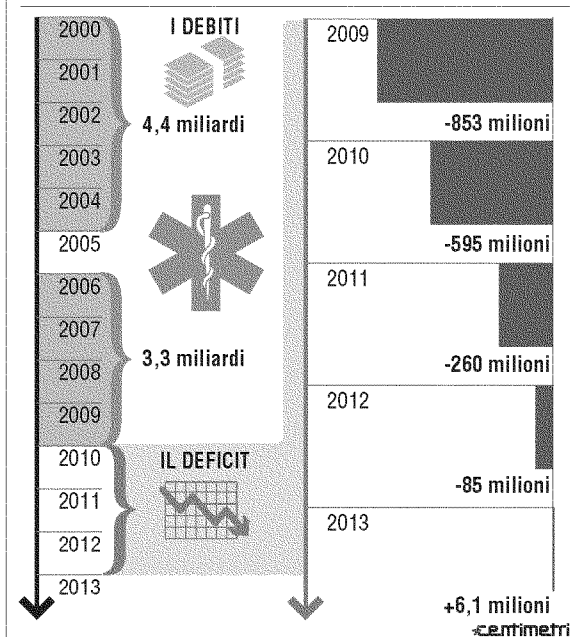 I DEBITI
2000
2001
2002
2003
2004
4,4 miliardi
2005
2006
2007
2008
2009
3,3 miliardi
IL DEFICIT
2010
2011
2012
2013
2009
-853 milioni
2010
-595 milioni
2011
-260 milioni
2012
-85 milioni
2013
+6,1 milioni
centimetri